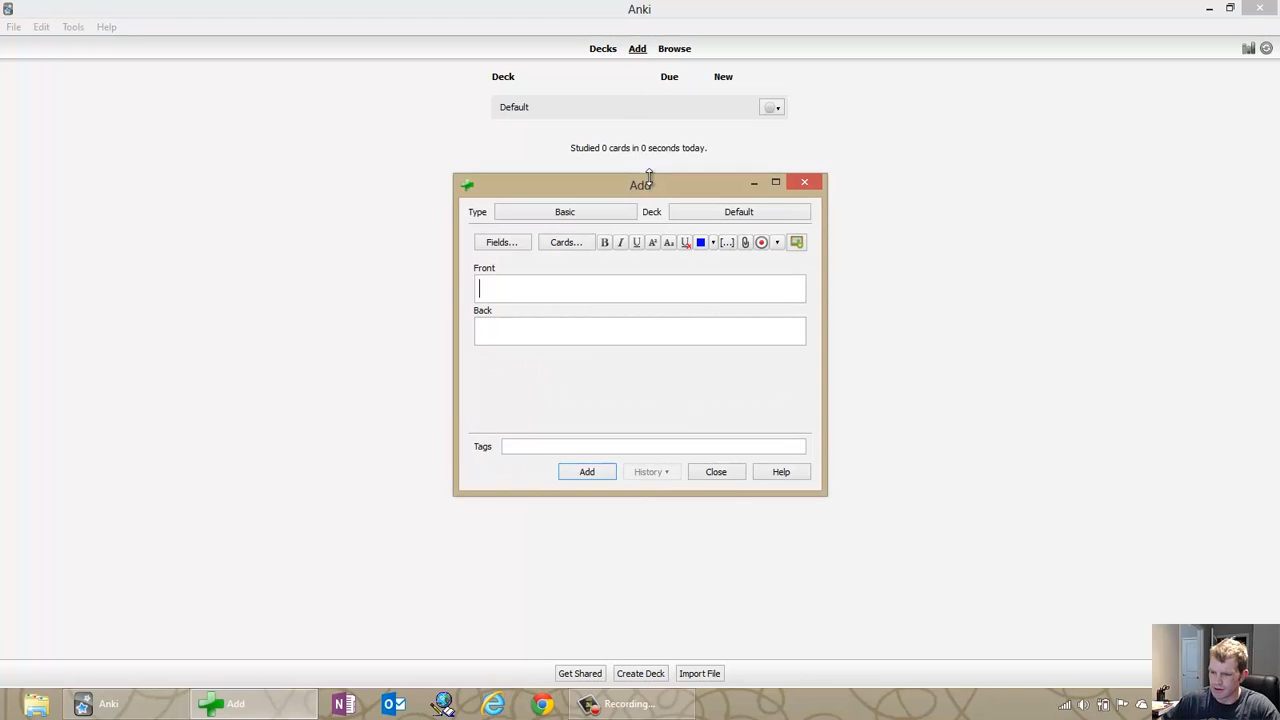 Anki
File Edit Tools Help
Decks Add Browse
Deck Due New
Default
Studied 0 cards in 0 seconds today.
Add
Type Basic Deck Default
Fields... Cards... B I U A² A₂ U [...]
Front
Back
Tags
Add History Close Help
Get Shared Create Deck Import File
Anki Add Recording...